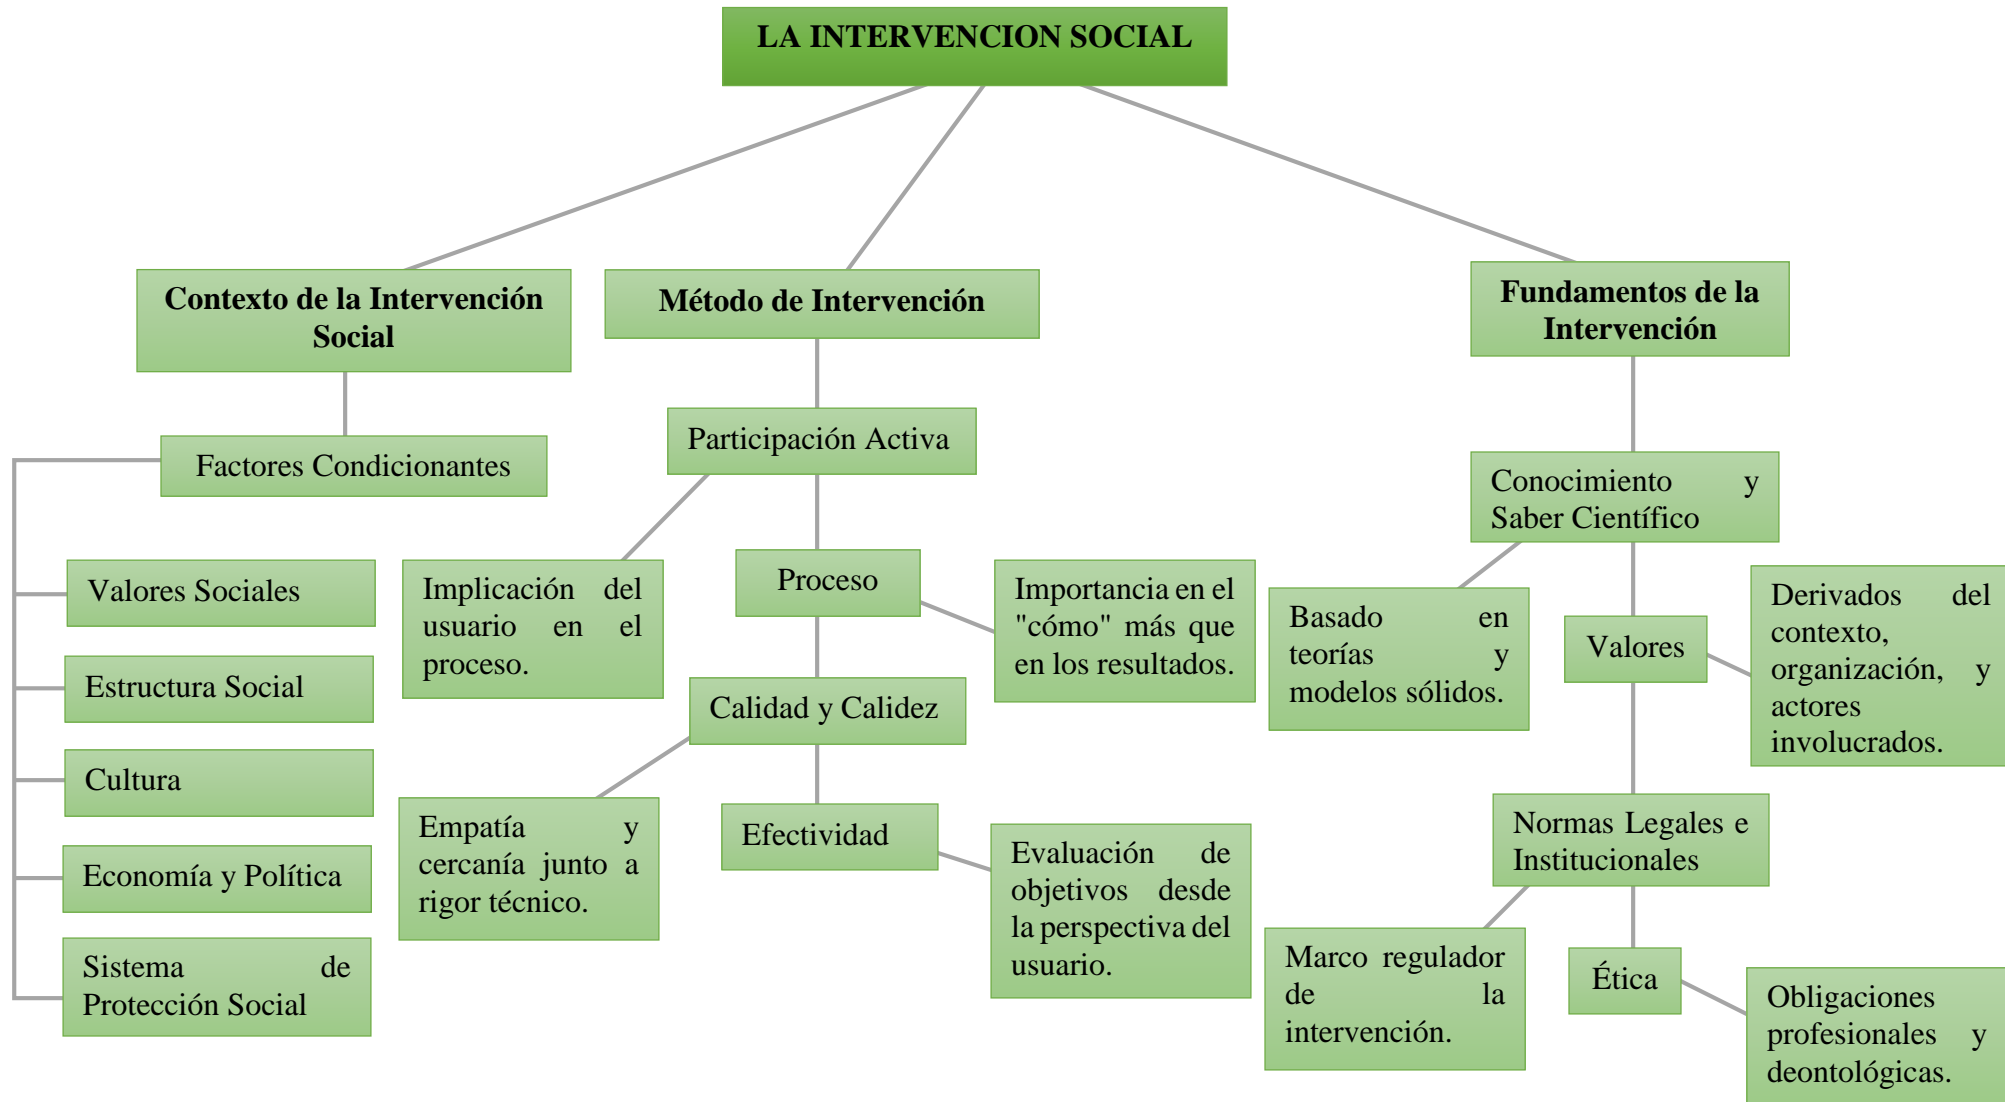 LA INTERVENCION SOCIAL
Contexto de la Intervención
Social
Factores Condicionantes
Valores Sociales
Estructura Social
Cultura
Economía y Política
Sistema de
Protección Social
Método de Intervención
Participación Activa
Implicación del
usuario en el
proceso.
Proceso
Importancia en el
"cómo" más que
en los resultados.
Calidad y Calidez
Empatía y
cercanía junto a
rigor técnico.
Efectividad
Evaluación de
objetivos desde
la perspectiva del
usuario.
Fundamentos de la
Intervención
Conocimiento y
Saber Científico
Basado en
teorías y
modelos sólidos.
Valores
Derivados del
contexto,
organización, y
actores
involucrados.
Normas Legales e
Institucionales
Marco regulador
de la
intervención.
Ética
Obligaciones
profesionales y
deontológicas.